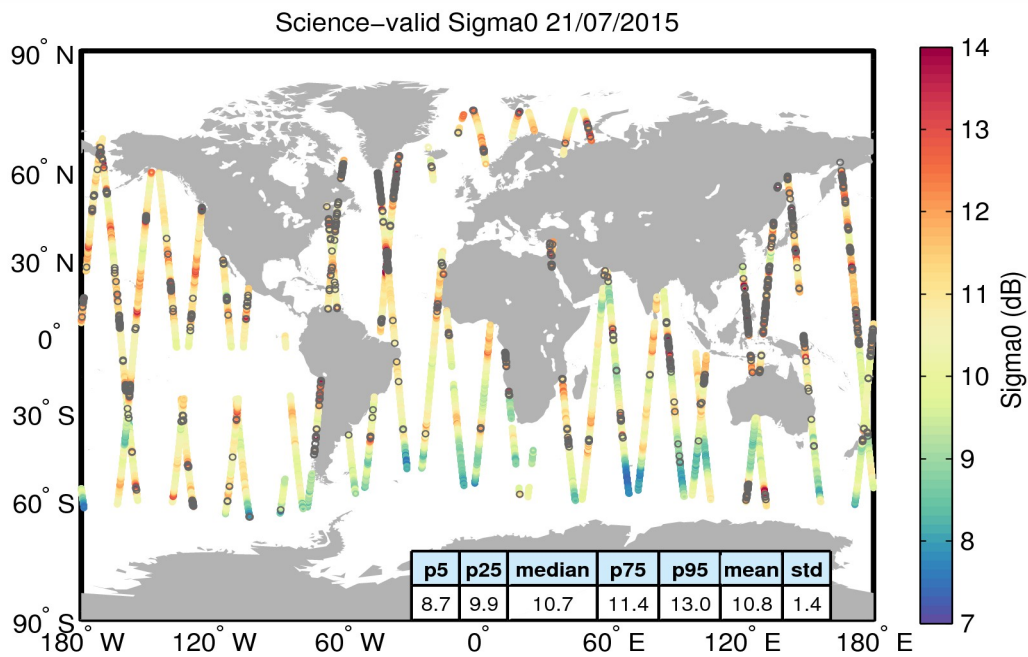 Science−valid Sigma0 21/07/2015
90° N
60° N
30° N
0°
30° S
60° S
90° S
180° W 120° W 60° W 0° 60° E 120° E 180° E
p5 p25 median p75 p95 mean std
8.7 9.9 10.7 11.4 13.0 10.8 1.4
14
13
12
11
10
9
8
7
Sigma0 (dB)